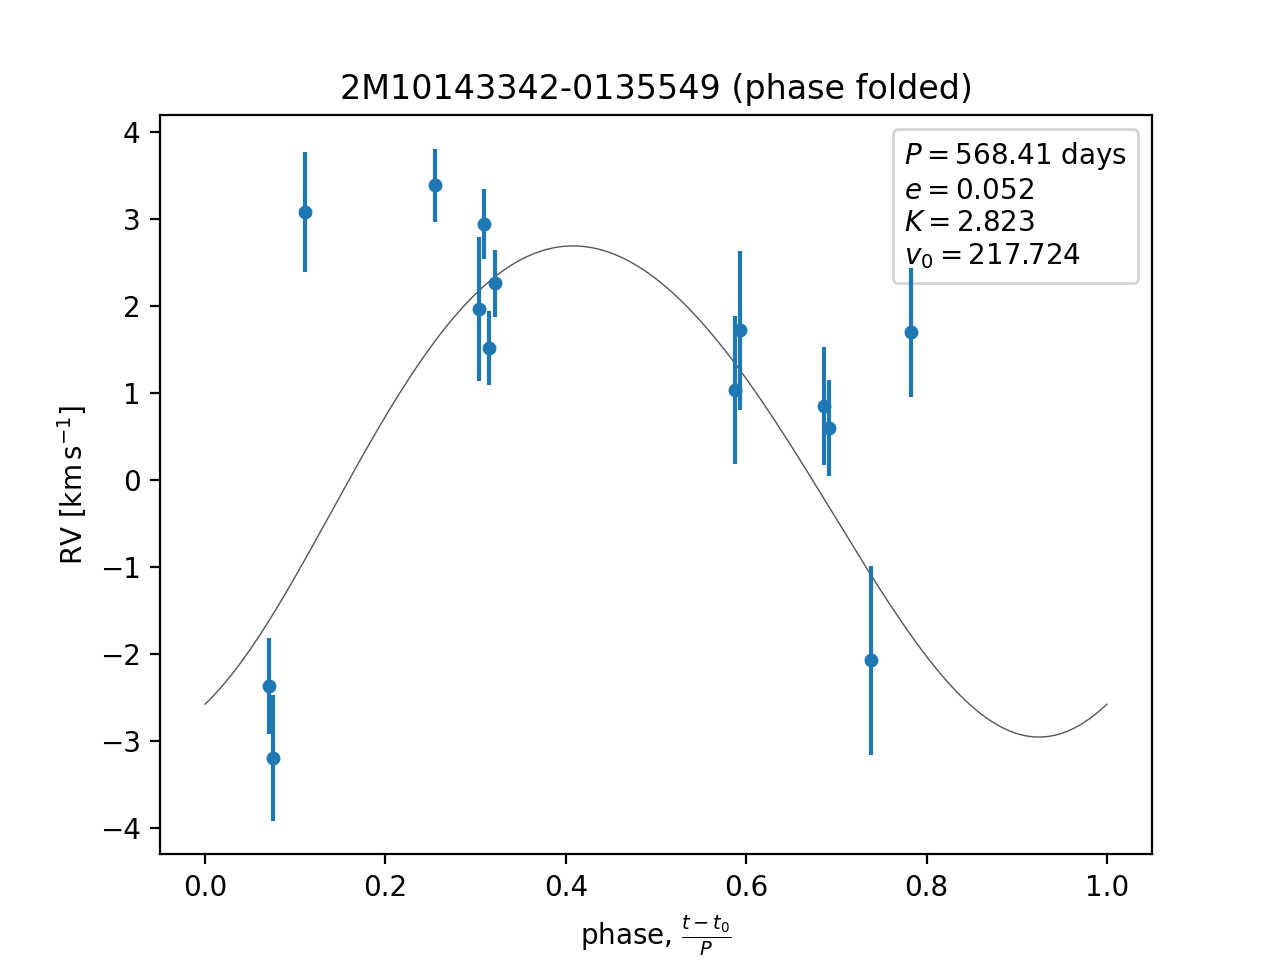 2M10143342-0135549 (phase folded)
P = 568.41 days
e = 0.052
K = 2.823
v₀ = 217.724
4
3
2
1
0
−1
−2
−3
−4
RV [km s⁻¹]
0.0 0.2 0.4 0.6 0.8 1.0
phase, (t − t₀)/P